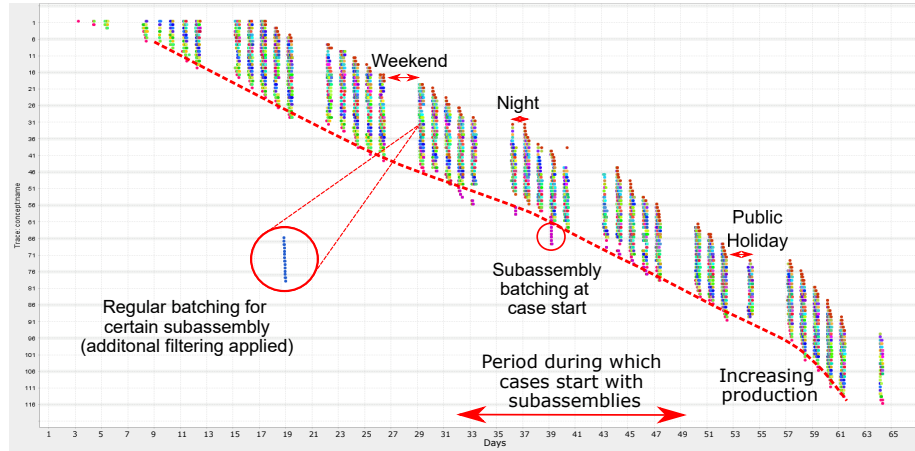 1
6
11
16
21
26
31
36
41
46
51
56
61
66
71
76
81
86
91
96
101
106
111
116
Trace: concept:name
Weekend
Night
Public
Holiday
Subassembly
batching at
case start
Regular batching for
certain subassembly
(additonal filtering applied)
Period during which
cases start with
subassemblies
Increasing
production
1 3 5 7 9 11 13 15 17 19 21 23 25 27 29 31 33 35 37 39 41 43 45 47 49 51 53 55 57 59 61 63 65
Days